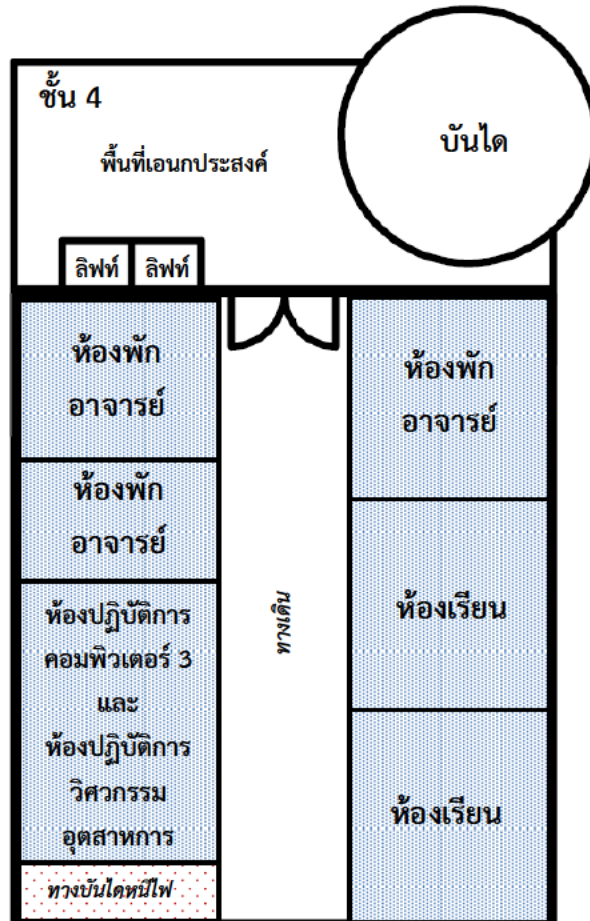 ชั้น 4
บันได
พื้นที่เอนกประสงค์
ลิฟท์
ลิฟท์
ห้องพัก
อาจารย์
ห้องพัก
อาจารย์
ห้องพัก
อาจารย์
ห้องปฏิบัติการ
คอมพิวเตอร์ 3
และ
ห้องปฏิบัติการ
วิศวกรรม
อุตสาหการ
ทางบันไดหนีไฟ
ทางเดิน
ห้องเรียน
ห้องเรียน